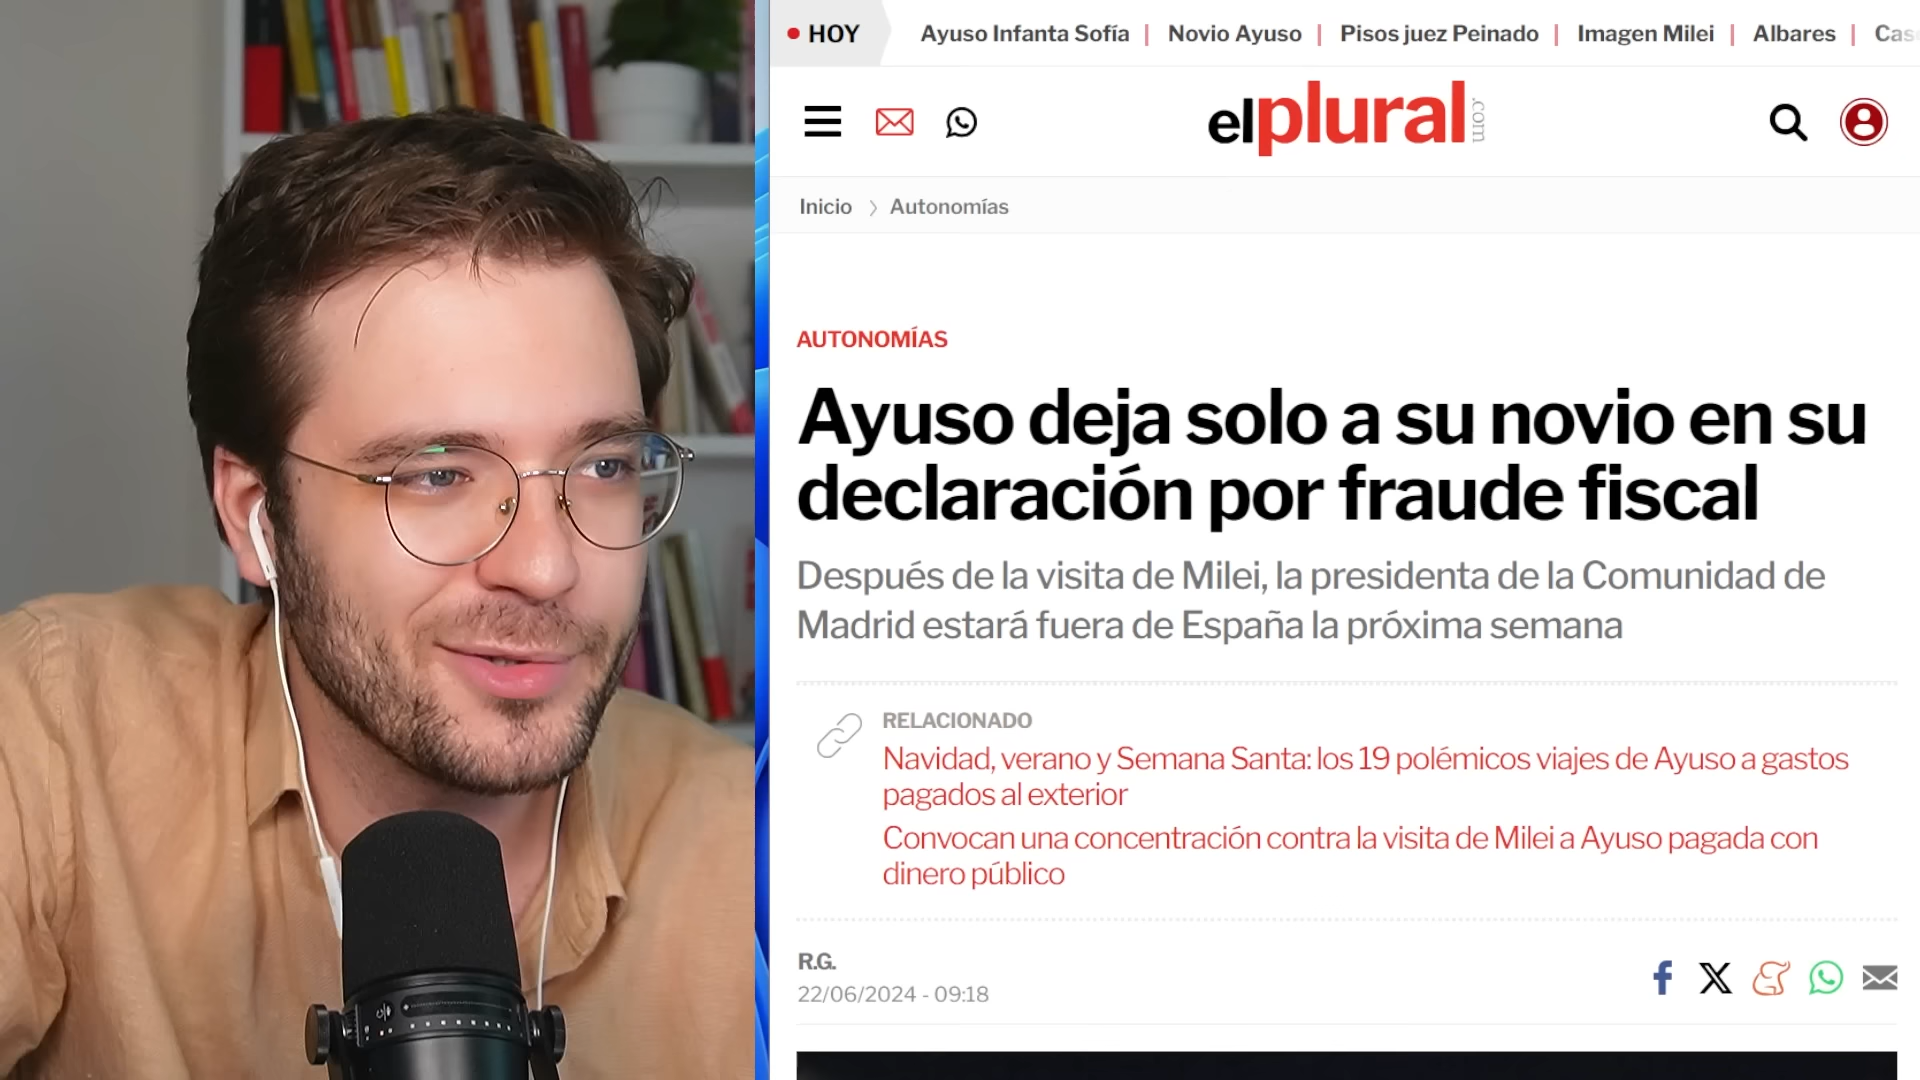 HOY
Ayuso Infanta Sofía | Novio Ayuso | Pisos juez Peinado | Imagen Milei | Albares |
elplural.com
Inicio > Autonomías
AUTONOMÍAS
Ayuso deja solo a su novio en su
declaración por fraude fiscal
Después de la visita de Milei, la presidenta de la Comunidad de
Madrid estará fuera de España la próxima semana
RELACIONADO
Navidad, verano y Semana Santa: los 19 polémicos viajes de Ayuso a gastos
pagados al exterior
Convocan una concentración contra la visita de Milei a Ayuso pagada con
dinero público
R.G.
22/06/2024 - 09:18